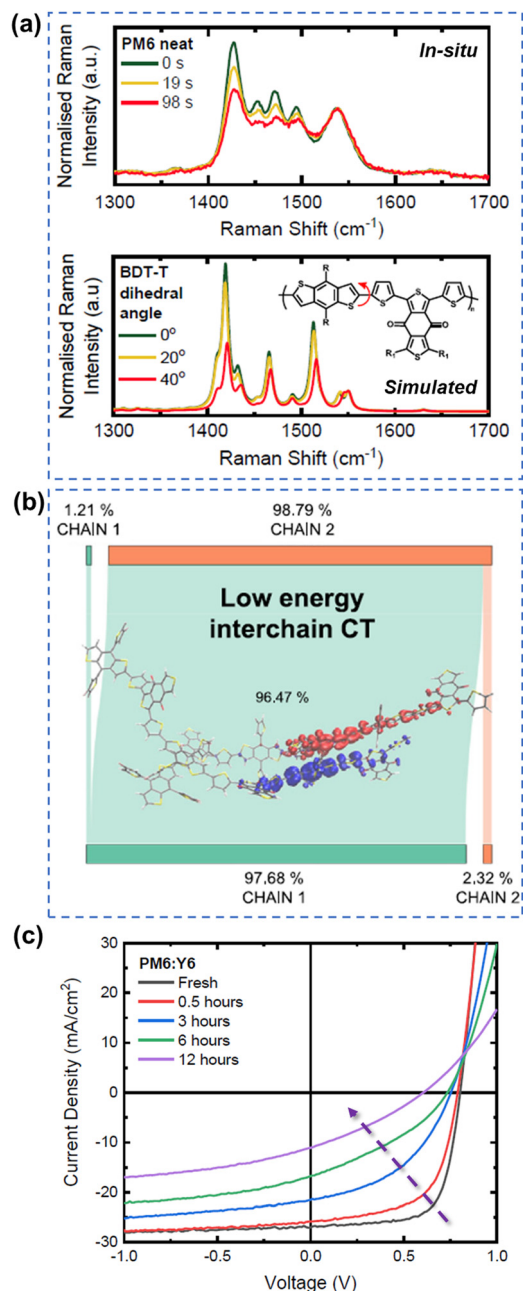 (a)
PM6 neat
0 s
19 s
98 s
In-situ
Normalised Raman
Intensity (a.u.)
1300 1400 1500 1600 1700
Raman Shift (cm-1)
BDT-T
dihedral
angle
0°
20°
40°
R
S
S
R
S
S
S
O
O
S
R1
R1
n
Simulated
Normalised Raman
Intensity (a.u)
1300 1400 1500 1600 1700
Raman Shift (cm-1)
(b)
1.21 %
CHAIN 1
98.79 %
CHAIN 2
Low energy
interchain CT
96.47 %
97.68 %
CHAIN 1
2.32 %
CHAIN 2
(c)
PM6:Y6
Fresh
0.5 hours
3 hours
6 hours
12 hours
Current Density (mA/cm2)
30
20
10
0
-10
-20
-30
-1.0 -0.5 0.0 0.5 1.0
Voltage (V)